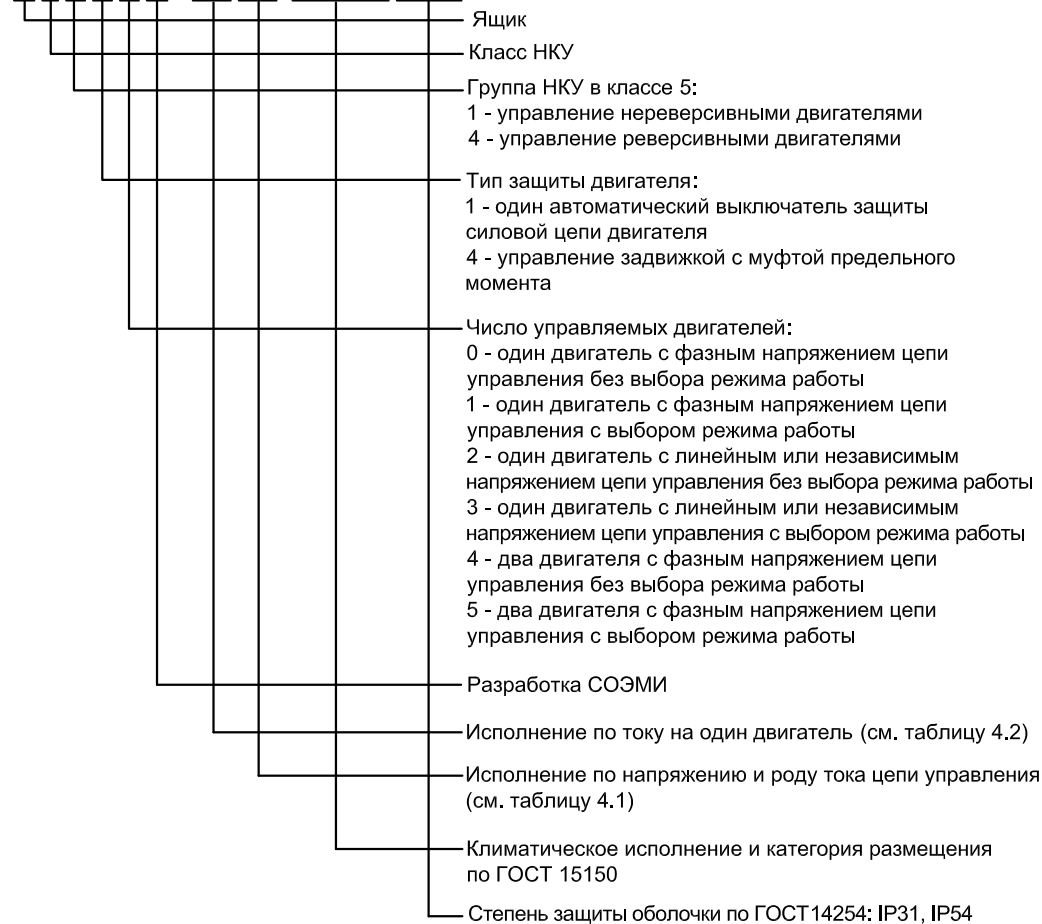 Ящик
Класс НКУ
Группа НКУ в классе 5:
1 - управление нереверсивными двигателями
4 - управление реверсивными двигателями
Тип защиты двигателя:
1 - один автоматический выключатель защиты
силовой цепи двигателя
4 - управление задвижкой с муфтой предельного
момента
Число управляемых двигателей:
0 - один двигатель с фазным напряжением цепи
управления без выбора режима работы
1 - один двигатель с фазным напряжением цепи
управления с выбором режима работы
2 - один двигатель с линейным или независимым
напряжением цепи управления без выбора режима работы
3 - один двигатель с линейным или независимым
напряжением цепи управления с выбором режима работы
4 - два двигателя с фазным напряжением цепи
управления без выбора режима работы
5 - два двигателя с фазным напряжением цепи
управления с выбором режима работы
Разработка СОЭМИ
Исполнение по току на один двигатель (см. таблицу 4.2)
Исполнение по напряжению и роду тока цепи управления
(см. таблицу 4.1)
Климатическое исполнение и категория размещения
по ГОСТ 15150
Степень защиты оболочки по ГОСТ14254: IP31, IP54